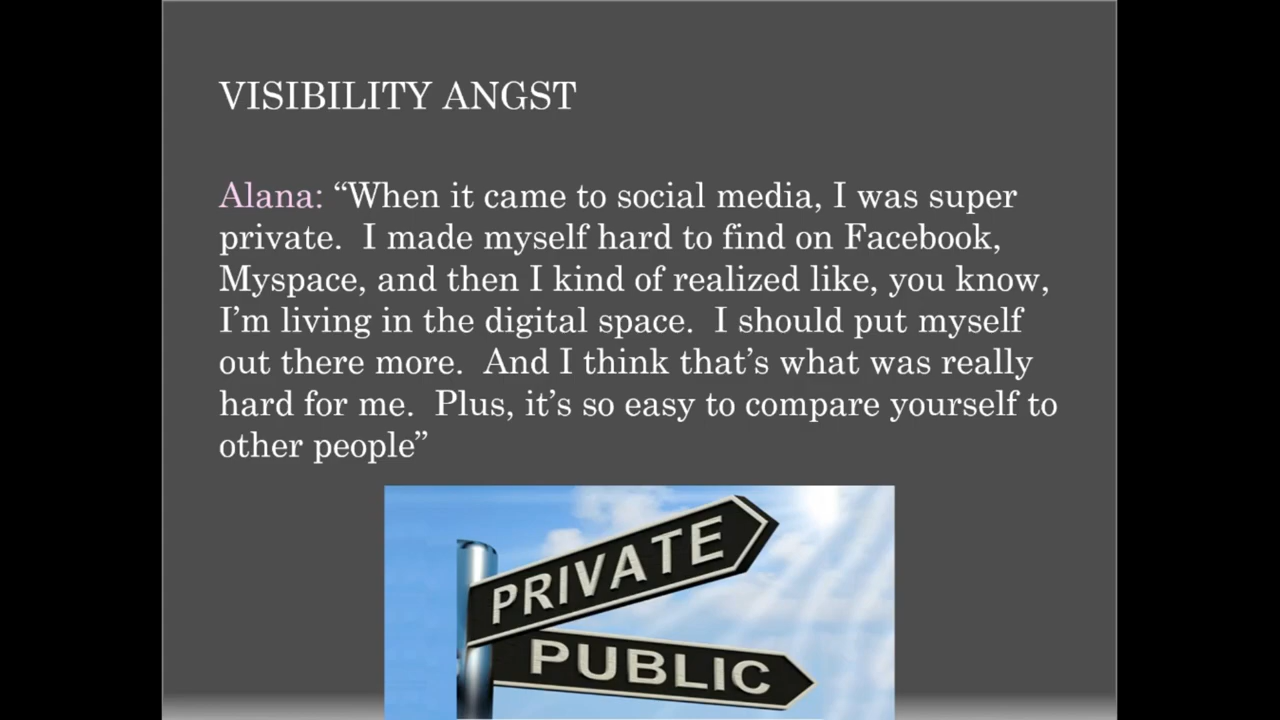 VISIBILITY ANGST
Alana: “When it came to social media, I was super
private.  I made myself hard to find on Facebook,
Myspace, and then I kind of realized like, you know,
I’m living in the digital space.  I should put myself
out there more.  And I think that’s what was really
hard for me.  Plus, it’s so easy to compare yourself to
other people”
PRIVATE
PUBLIC